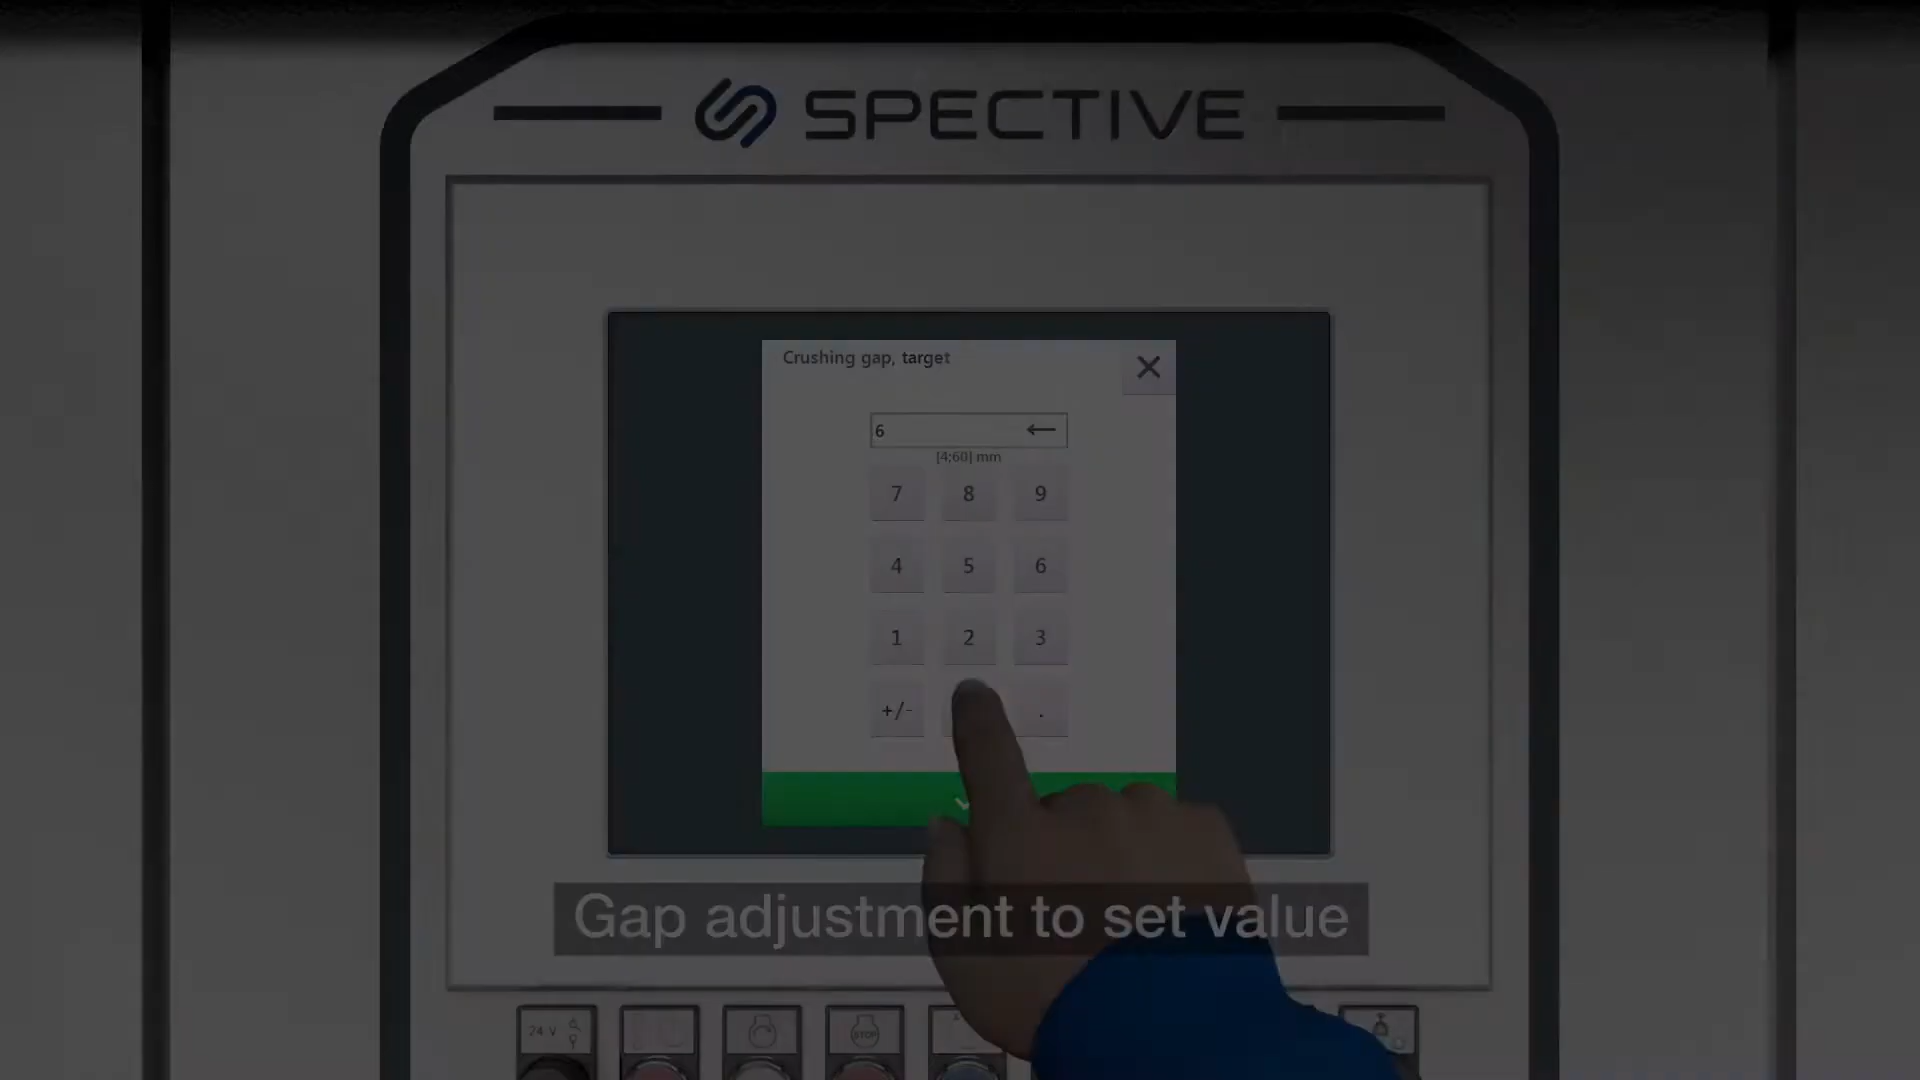 SPECTIVE
Crushing gap, target
6
[4;60] mm
7 8 9
4 5 6
1 2 3
+/- .
Gap adjustment to set value
24 V
STOP